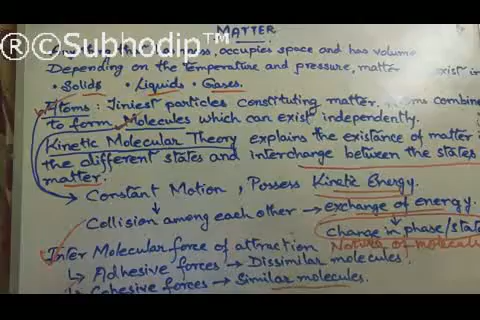 MATTER
®©Subhodip™
occupies space and has volume
Depending on the temperature and pressure, matter exist in
• Solids • Liquids • Gases.
Atoms: Tiniest particles constituting matter, combine
to form Molecules which can exist independently.
Kinetic Molecular Theory explains the existance of matter i
the different states and interchange between the states
matter.
→ Constant Motion, Possess Kinetic Energy.
Collision among each other → exchange of energy.
change in phase/state
Inter Molecular force of attraction Nature of molecul
↳ Adhesive forces → Dissimilar molecules.
↳ Cohesive forces → Similar molecules.